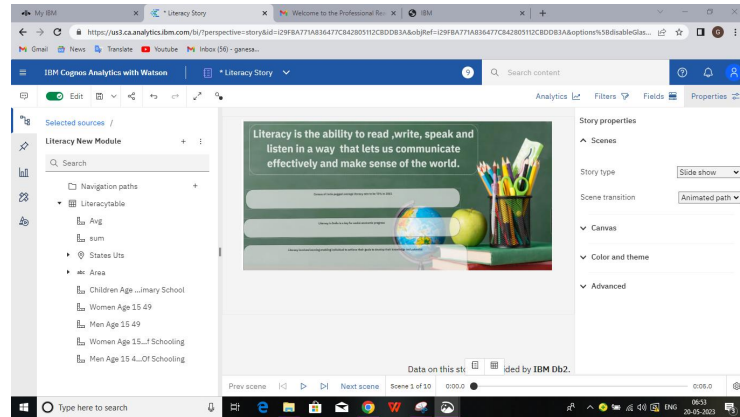 My IBM
* Literacy Story
Welcome to the Professional Rea
IBM
https://us3.ca.analytics.ibm.com/bi/?perspective=story&id=i29FBA771A836477C842805112CBDDB3A&objRef=i29FBA771A836477C842805112CBDDB3A&options%5BdisableGlas...
G
Gmail
News
Translate
Youtube
Inbox (56) - ganesa...
IBM Cognos Analytics with Watson
* Literacy Story
9
Search content
Edit
Analytics
Filters
Fields
Properties
Selected sources /
Literacy New Module
Search
Navigation paths
Literacytable
Avg
sum
States Uts
abc Area
Children Age ...imary School
Women Age 15 49
Men Age 15 49
Women Age 15...f Schooling
Men Age 15 4...Of Schooling
Literacy is the ability to read ,write, speak and
listen in a way that lets us communicate
effectively and make sense of the world.
Data on this sto
ded by IBM Db2.
Story properties
Scenes
Story type
Slide show
Scene transition
Animated path
Canvas
Color and theme
Advanced
Prev scene
Next scene
Scene 1 of 10
0:00.0
0:05.0
Type here to search
ENG
06:53
20-05-2023